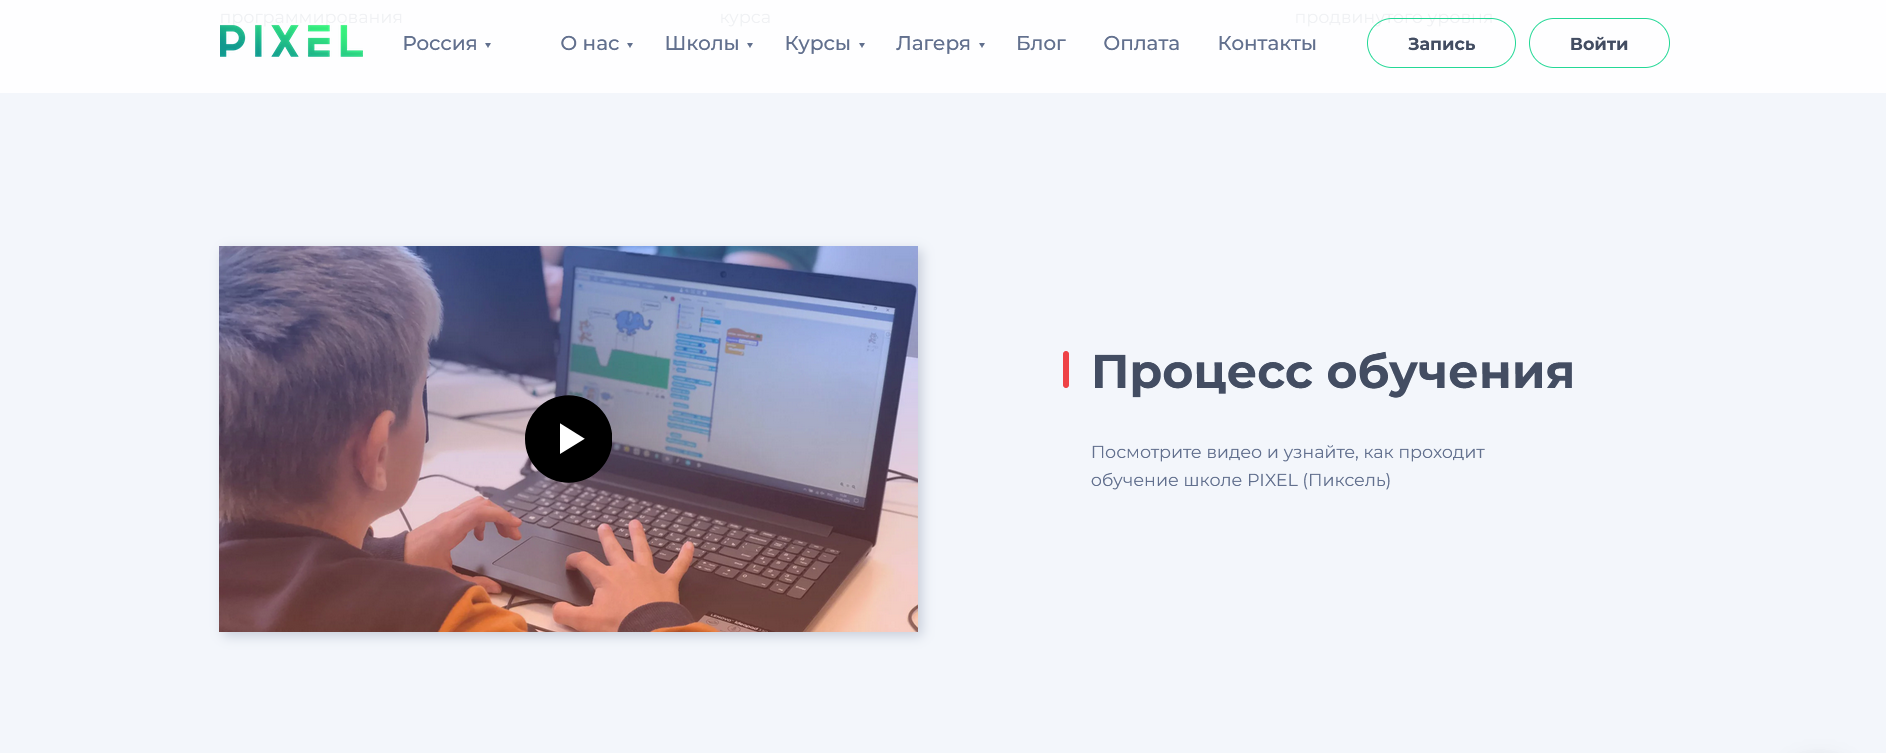 программирования курса продвинутого уровня
PIXEL Россия О нас Школы Курсы Лагеря Блог Оплата Контакты Запись Войти
Процесс обучения
Посмотрите видео и узнайте, как проходит
обучение школе PIXEL (Пиксель)